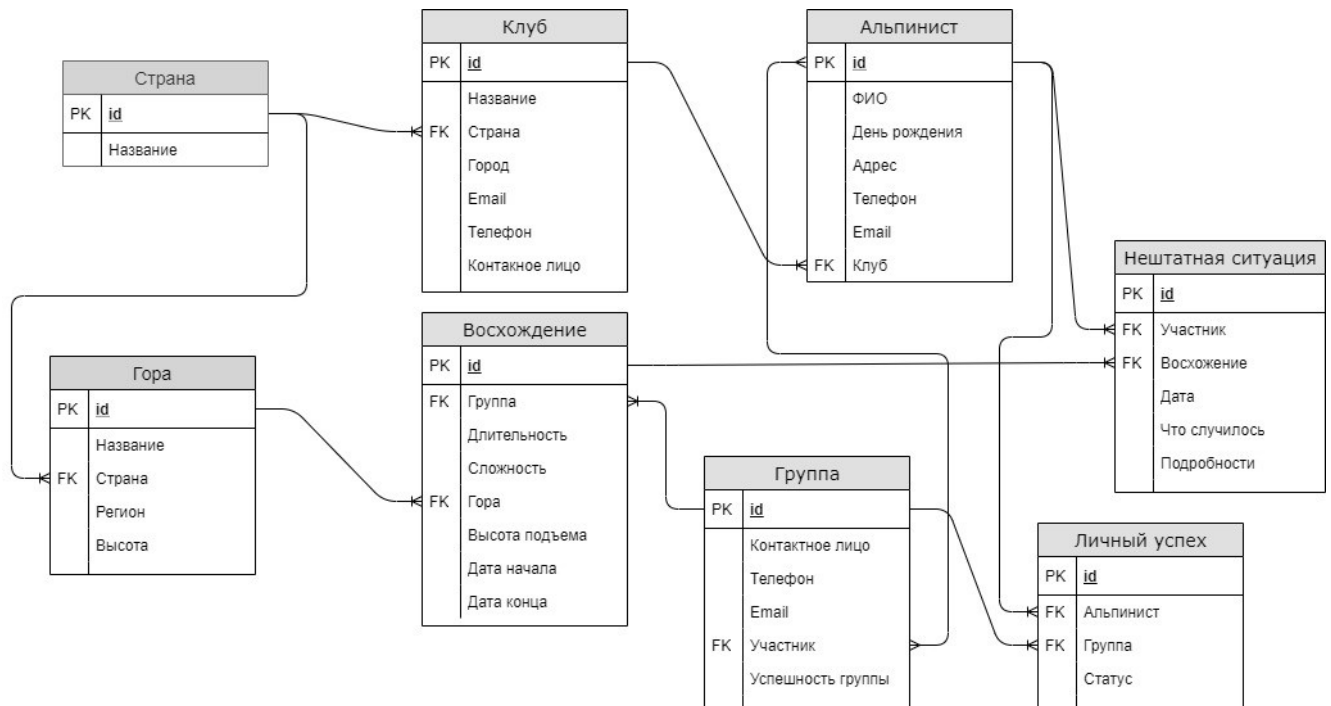 Страна
PK id
Название
Клуб
PK id
Название
FK Страна
Город
Email
Телефон
Контакное лицо
Альпинист
PK id
ФИО
День рождения
Адрес
Телефон
Email
FK Клуб
Нештатная ситуация
PK id
FK Участник
FK Восхожение
Дата
Что случилось
Подробности
Гора
PK id
Название
FK Страна
Регион
Высота
Восхождение
PK id
FK Группа
Длительность
Сложность
FK Гора
Высота подъема
Дата начала
Дата конца
Группа
PK id
Контактное лицо
Телефон
Email
FK Участник
Успешность группы
Личный успех
PK id
FK Альпинист
FK Группа
Статус